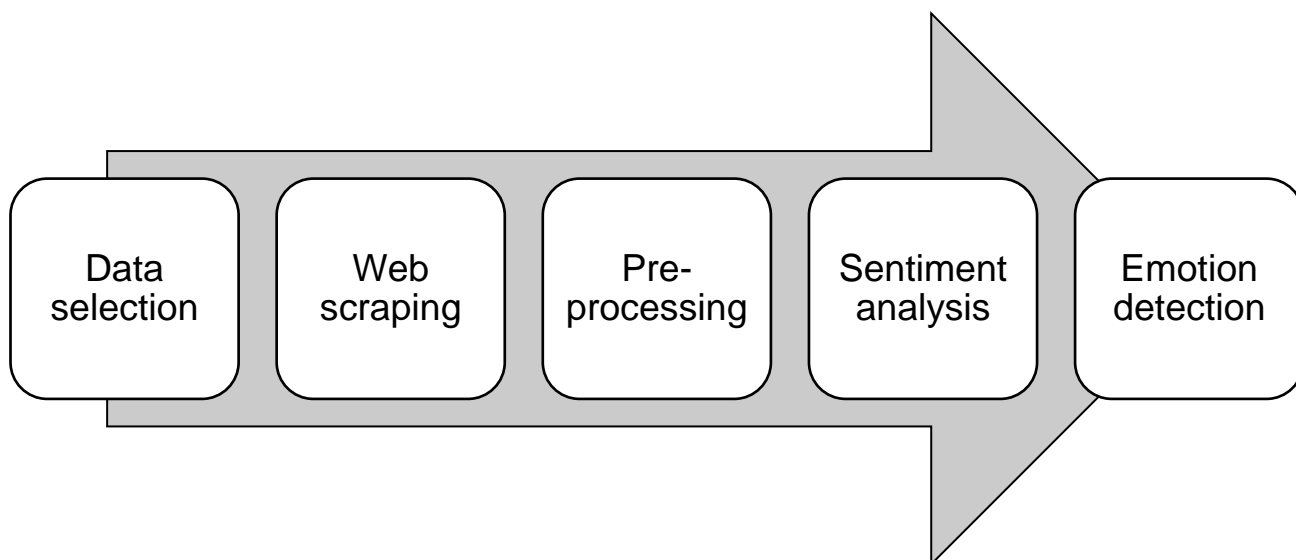 Data
selection
Web
scraping
Pre-
processing
Sentiment
analysis
Emotion
detection